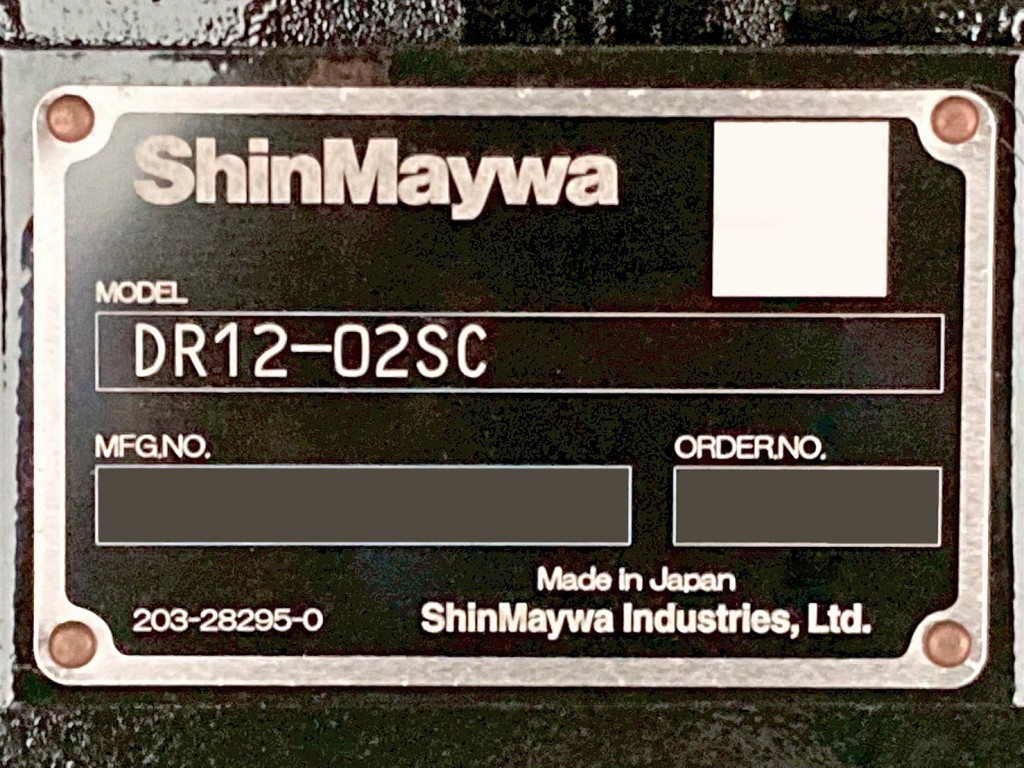 ShinMaywa
MODEL
DR12-02SC
MFG.NO. ORDER.NO.
Made in Japan
203-28295-0 ShinMaywa Industries, Ltd.